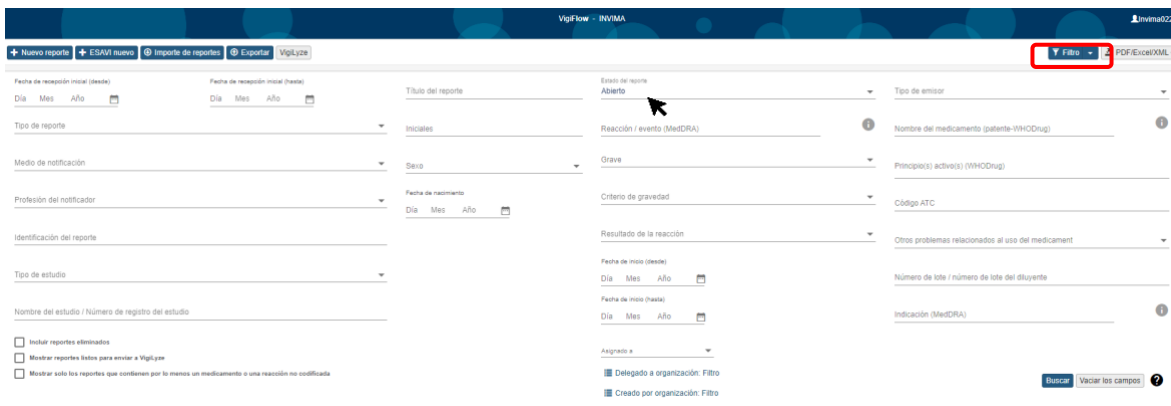 VigiFlow - INVIMA
Invima022
+ Nuevo reporte
+ ESAVI nuevo
Importe de reportes
Exportar
VigiLyze
Filtro
PDF/Excel/XML
Fecha de recepción inicial (desde)
Día Mes Año
Fecha de recepción inicial (hasta)
Día Mes Año
Tipo de reporte
Medio de notificación
Profesión del notificador
Identificación del reporte
Tipo de estudio
Nombre del estudio / Número de registro del estudio
Incluir reportes eliminados
Mostrar reportes listos para enviar a VigiLyze
Mostrar solo los reportes que contienen por lo menos un medicamento o una reacción no codificada
Título del reporte
Iniciales
Sexo
Fecha de nacimiento
Día Mes Año
Estado del reporte
Abierto
Reacción / evento (MedDRA)
Grave
Criterio de gravedad
Resultado de la reacción
Fecha de inicio (desde)
Día Mes Año
Fecha de inicio (hasta)
Día Mes Año
Asignado a
Delegado a organización: Filtro
Creado por organización: Filtro
Tipo de emisor
Nombre del medicamento (patente-WHODrug)
Principio(s) activo(s) (WHODrug)
Código ATC
Otros problemas relacionados al uso del medicament
Número de lote / número de lote del diluyente
Indicación (MedDRA)
Buscar
Vaciar los campos
?